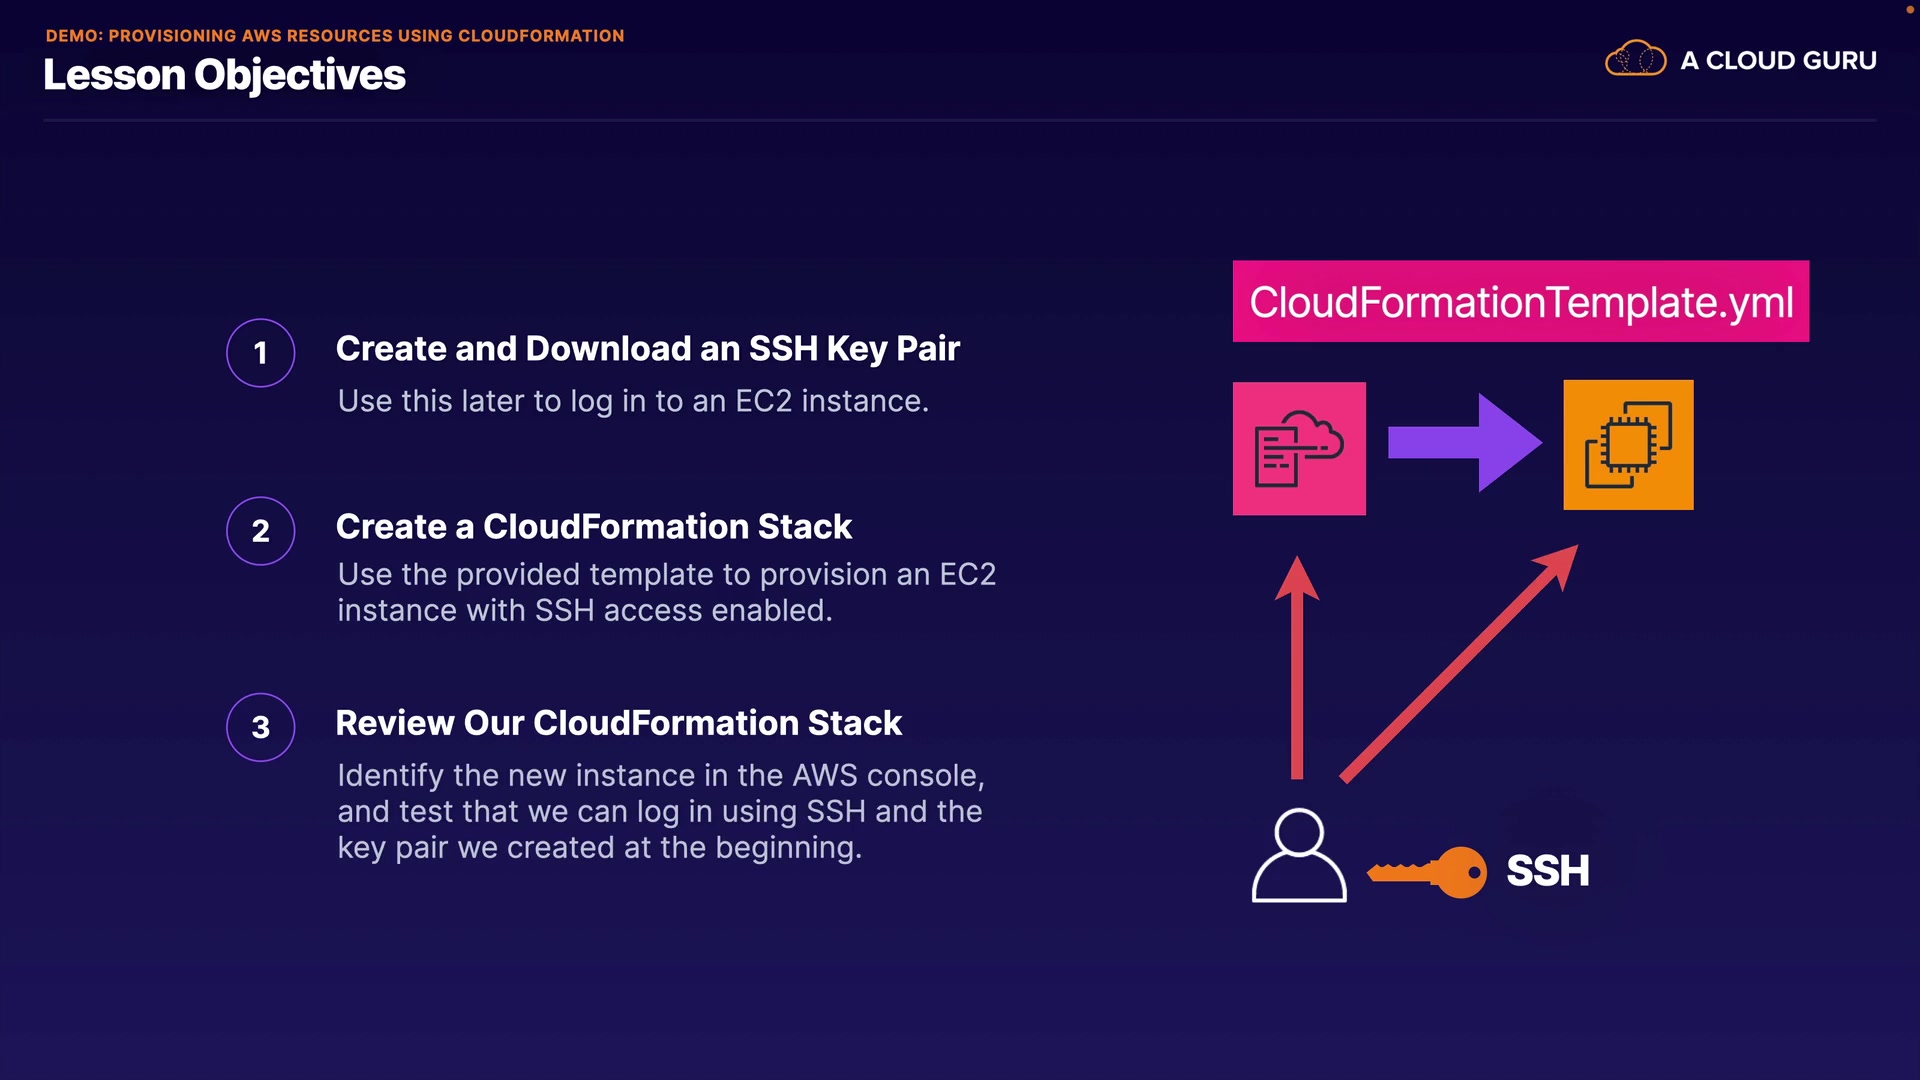 DEMO: PROVISIONING AWS RESOURCES USING CLOUDFORMATION
Lesson Objectives
A CLOUD GURU
1
Create and Download an SSH Key Pair
Use this later to log in to an EC2 instance.
2
Create a CloudFormation Stack
Use the provided template to provision an EC2
instance with SSH access enabled.
3
Review Our CloudFormation Stack
Identify the new instance in the AWS console,
and test that we can log in using SSH and the
key pair we created at the beginning.
CloudFormationTemplate.yml
SSH